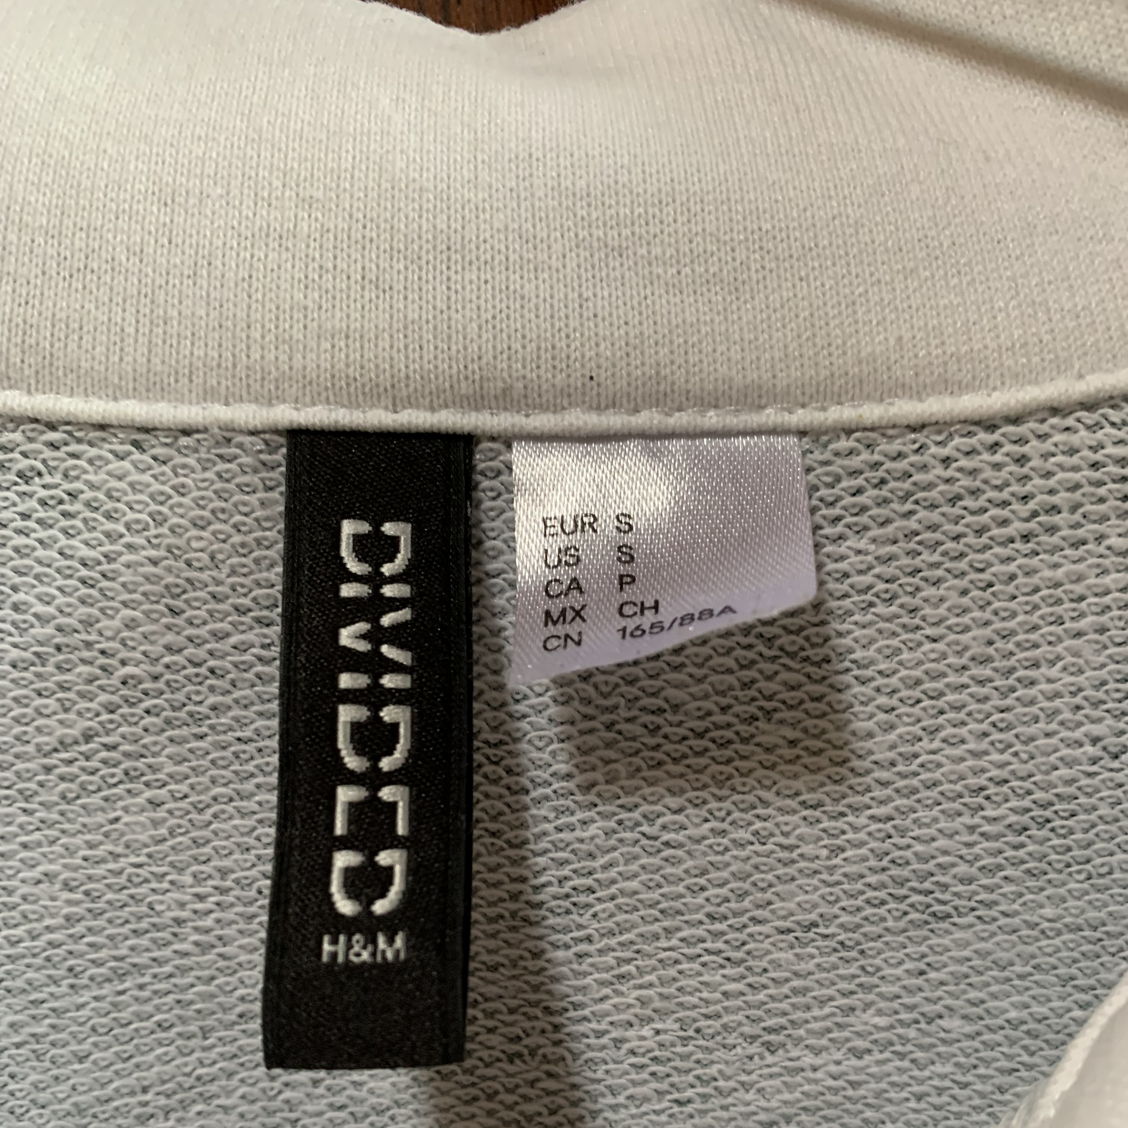 DIVIDED
H&M
EUR S
US S
CA P
MX CH
CN 165/88A